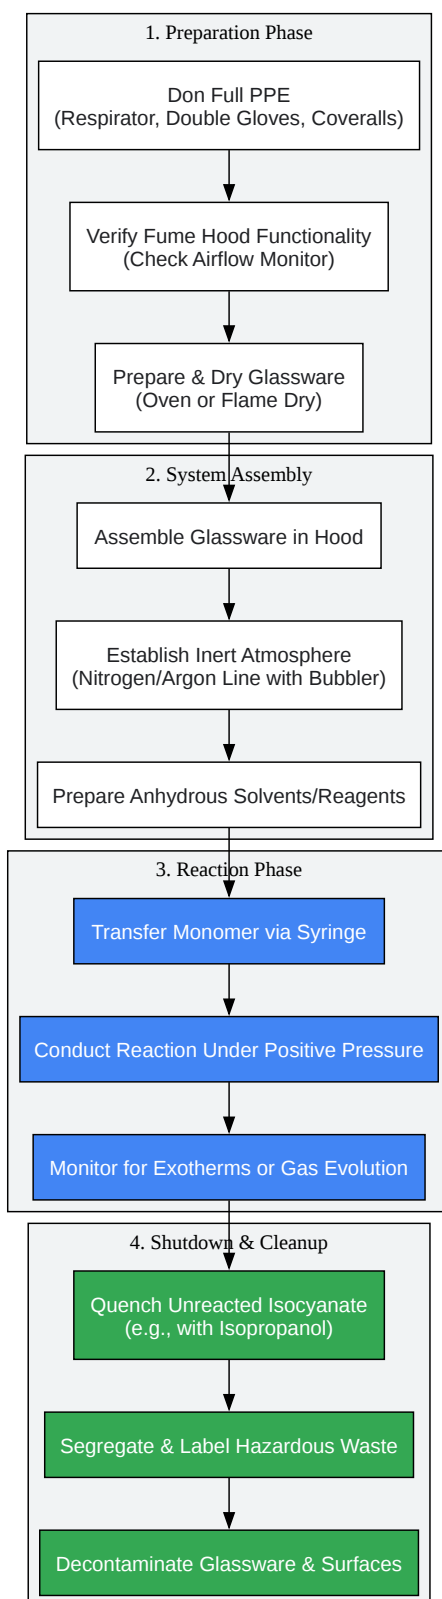 1. Preparation Phase
Don Full PPE
(Respirator, Double Gloves, Coveralls)
Verify Fume Hood Functionality
(Check Airflow Monitor)
Prepare & Dry Glassware
(Oven or Flame Dry)
2. System Assembly
Assemble Glassware in Hood
Establish Inert Atmosphere
(Nitrogen/Argon Line with Bubbler)
Prepare Anhydrous Solvents/Reagents
3. Reaction Phase
Transfer Monomer via Syringe
Conduct Reaction Under Positive Pressure
Monitor for Exotherms or Gas Evolution
4. Shutdown & Cleanup
Quench Unreacted Isocyanate
(e.g., with Isopropanol)
Segregate & Label Hazardous Waste
Decontaminate Glassware & Surfaces